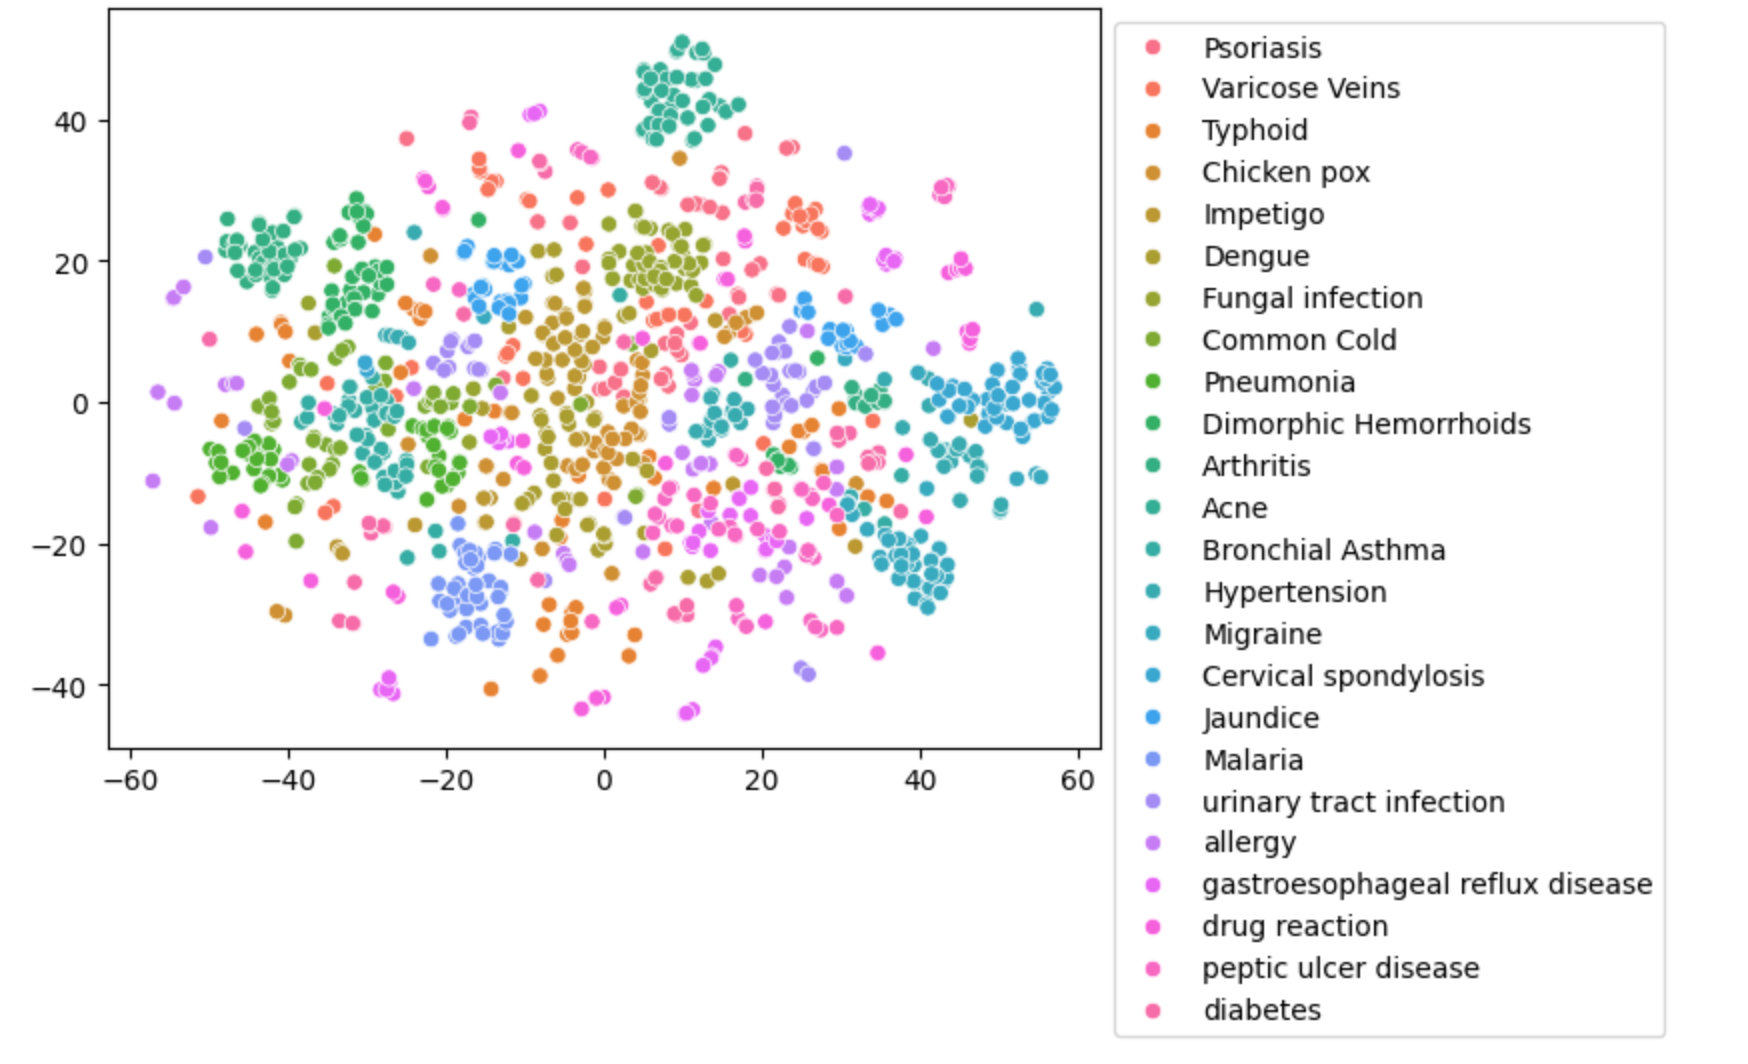 40
20
0
−20
−40
−60 −40 −20 0 20 40 60
Psoriasis
Varicose Veins
Typhoid
Chicken pox
Impetigo
Dengue
Fungal infection
Common Cold
Pneumonia
Dimorphic Hemorrhoids
Arthritis
Acne
Bronchial Asthma
Hypertension
Migraine
Cervical spondylosis
Jaundice
Malaria
urinary tract infection
allergy
gastroesophageal reflux disease
drug reaction
peptic ulcer disease
diabetes